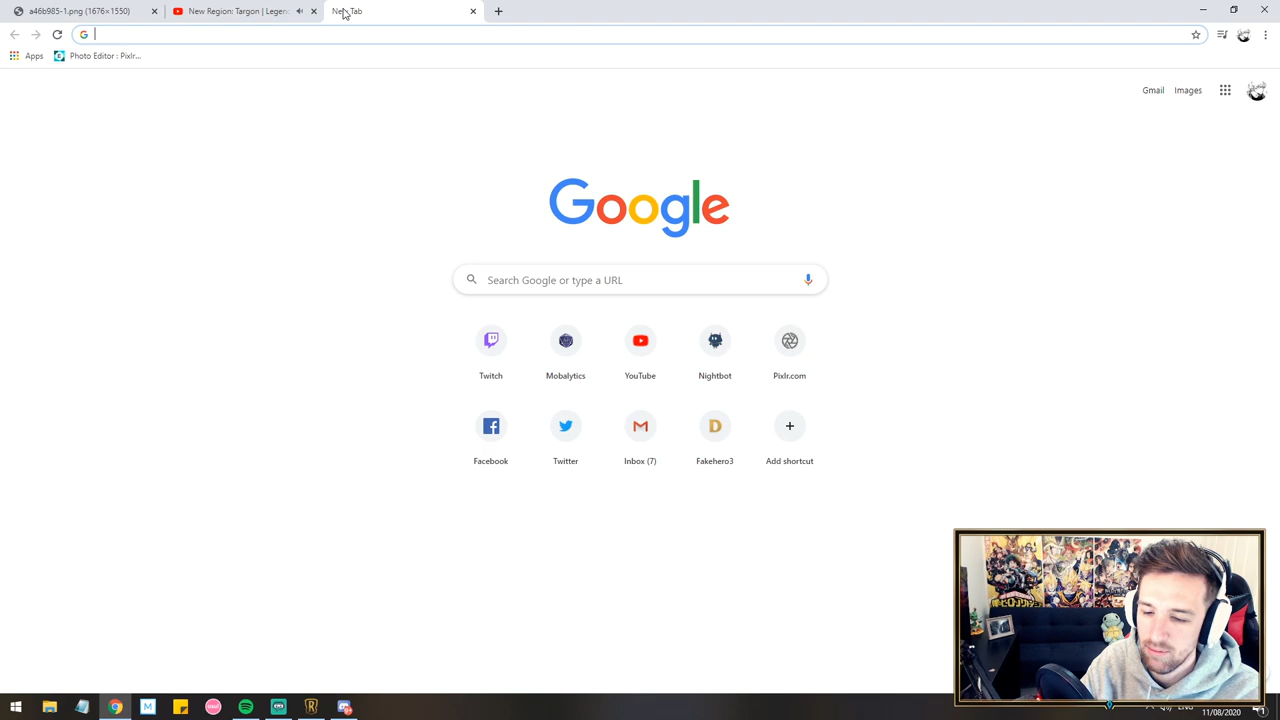 a46b985-1.png (1676×1550)
New Region: Targon | Legen
New Tab
Apps
Photo Editor : Pixlr...
Gmail
Images
Google
Search Google or type a URL
Twitch
Mobalytics
YouTube
Nightbot
Pixlr.com
Facebook
Twitter
Inbox (7)
Fakehero3
Add shortcut
ENG
11/08/2020